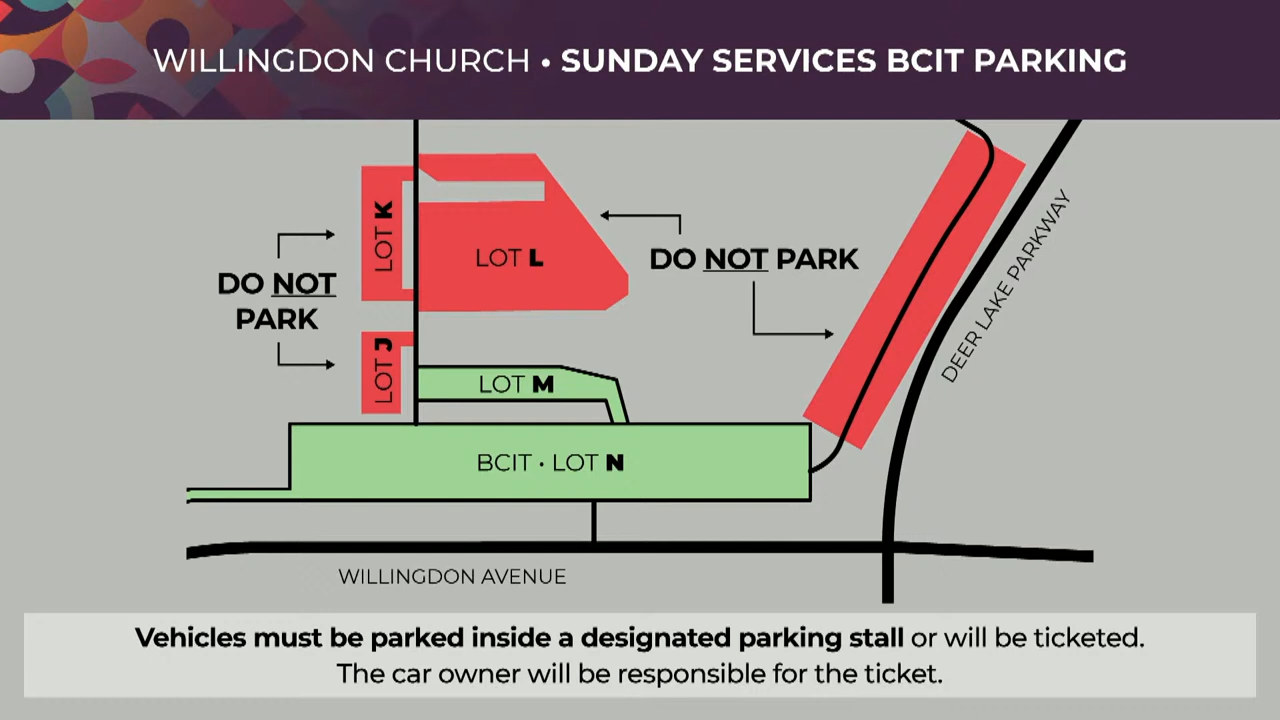 WILLINGDON CHURCH • SUNDAY SERVICES BCIT PARKING
LOT K
LOT L
DO NOT PARK
DO NOT
PARK
LOT J
LOT M
DEER LAKE PARKWAY
BCIT • LOT N
WILLINGDON AVENUE
Vehicles must be parked inside a designated parking stall or will be ticketed.
The car owner will be responsible for the ticket.